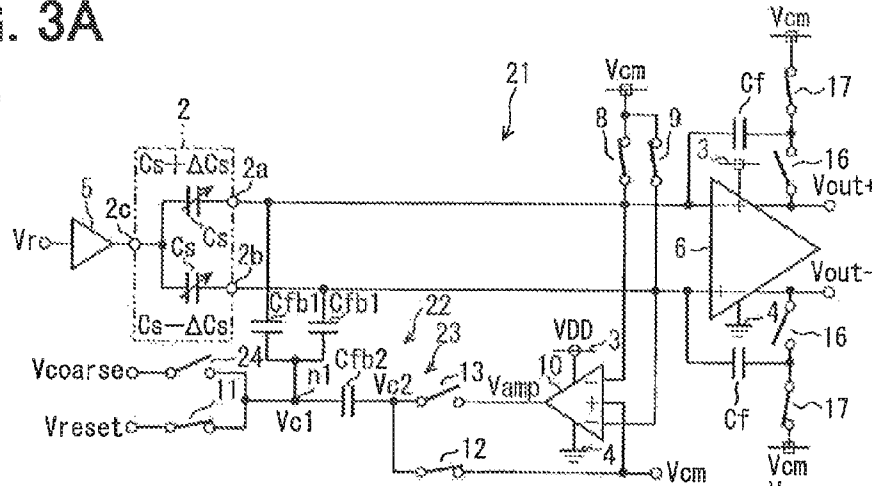 . 3A
Vcm
21
Vcm
Cf
17
2
8
9
3
16
Cs+ΔCs
2a
Vout+
5
2c
Cs
6
Vr
Cs
2b
Vout-
Cs-ΔCs
Cfb1
Cfb1
22
4
16
23
VDD
3
Vcoarse
24
Cfb2
10
n1
Vc2
13
Vamp
Cf
17
11
Vreset
Vc1
12
4
Vcm
Vcm